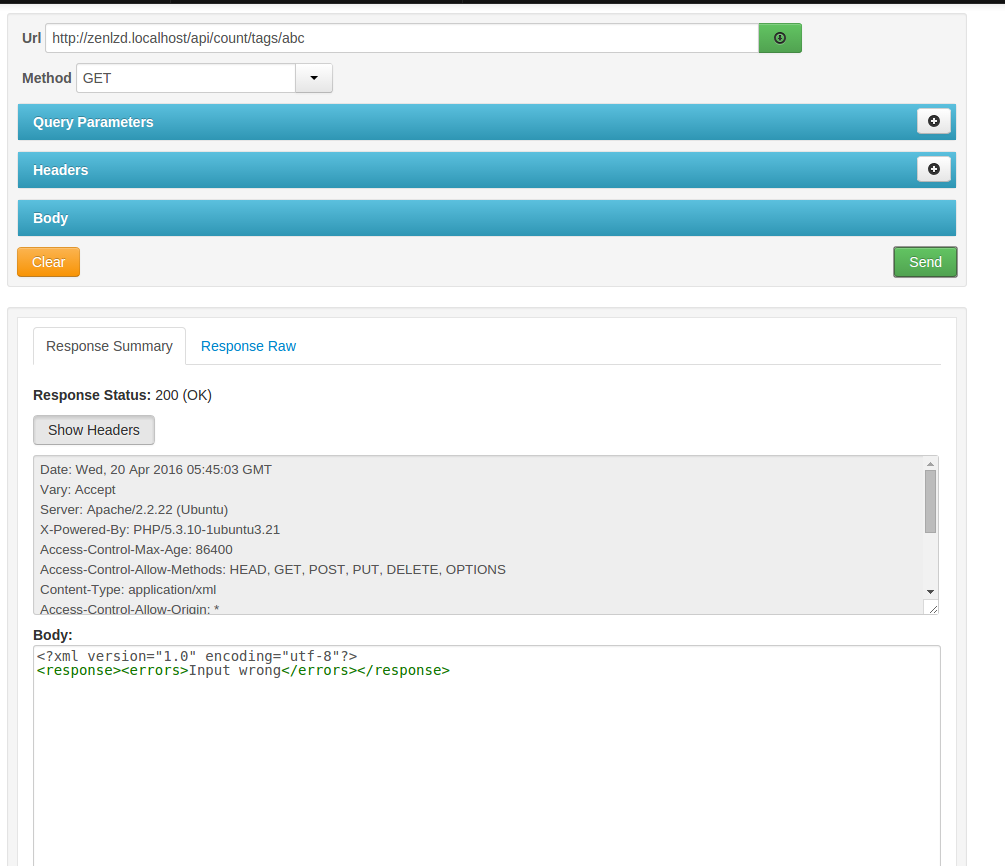 Url http://zenlzd.localhost/api/count/tags/abc
Method GET
Query Parameters
Headers
Body
Clear Send
Response Summary Response Raw
Response Status: 200 (OK)
Show Headers
Date: Wed, 20 Apr 2016 05:45:03 GMT
Vary: Accept
Server: Apache/2.2.22 (Ubuntu)
X-Powered-By: PHP/5.3.10-1ubuntu3.21
Access-Control-Max-Age: 86400
Access-Control-Allow-Methods: HEAD, GET, POST, PUT, DELETE, OPTIONS
Content-Type: application/xml
Access-Control-Allow-Origin: *
Body:
<?xml version="1.0" encoding="utf-8"?>
<response><errors>Input wrong</errors></response>